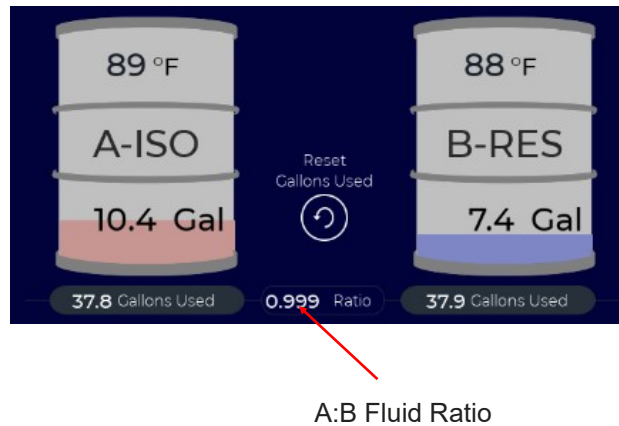 89 °F
88 °F
A-ISO
B-RES
Reset
Gallons Used
10.4 Gal
7.4 Gal
37.8 Gallons Used
0.999 Ratio
37.9 Gallons Used
A:B Fluid Ratio